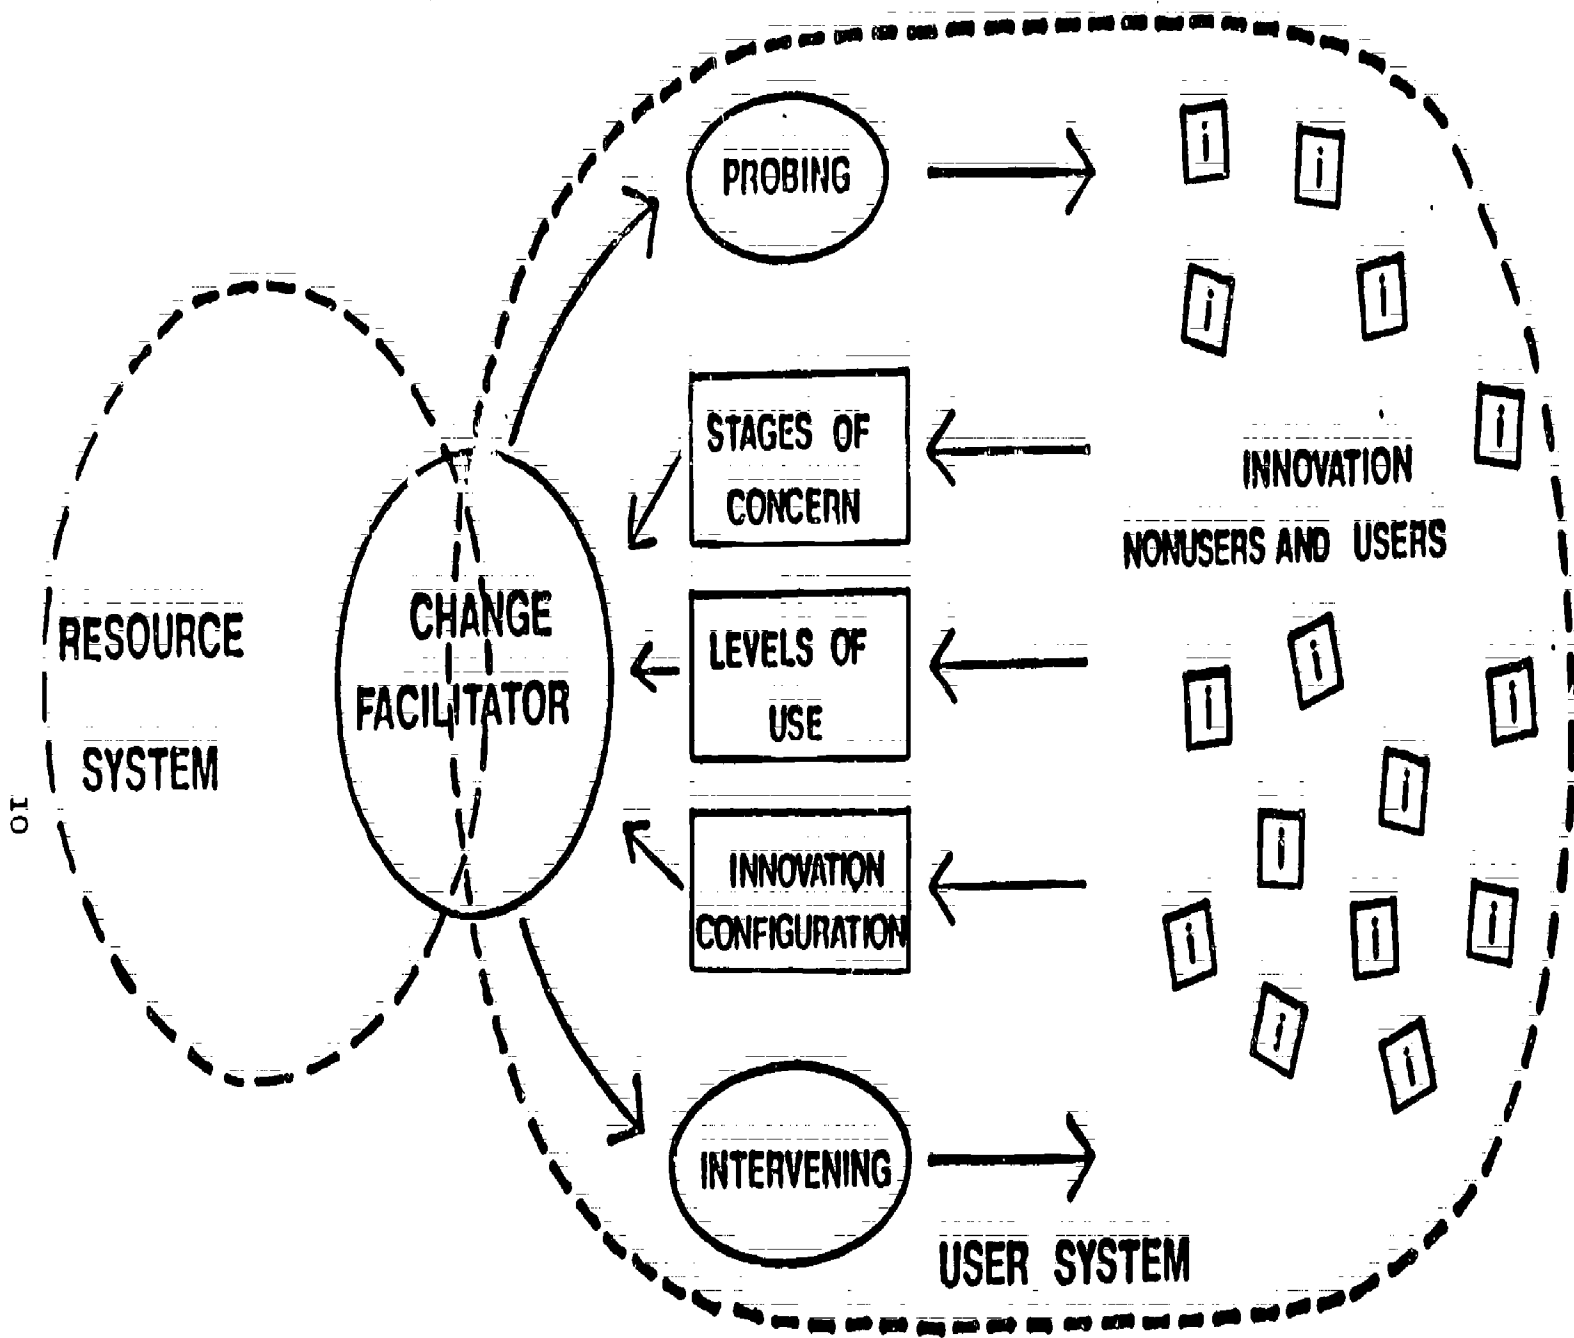 PROBING
i
i
i
i
i
STAGES OF
CONCERN
INNOVATION
NONUSERS AND USERS
RESOURCE
SYSTEM
CHANGE
FACILITATOR
LEVELS OF
USE
i
i
i
i
i
INNOVATION
CONFIGURATION
i
i
i
i
i
INTERVENING
USER SYSTEM
10